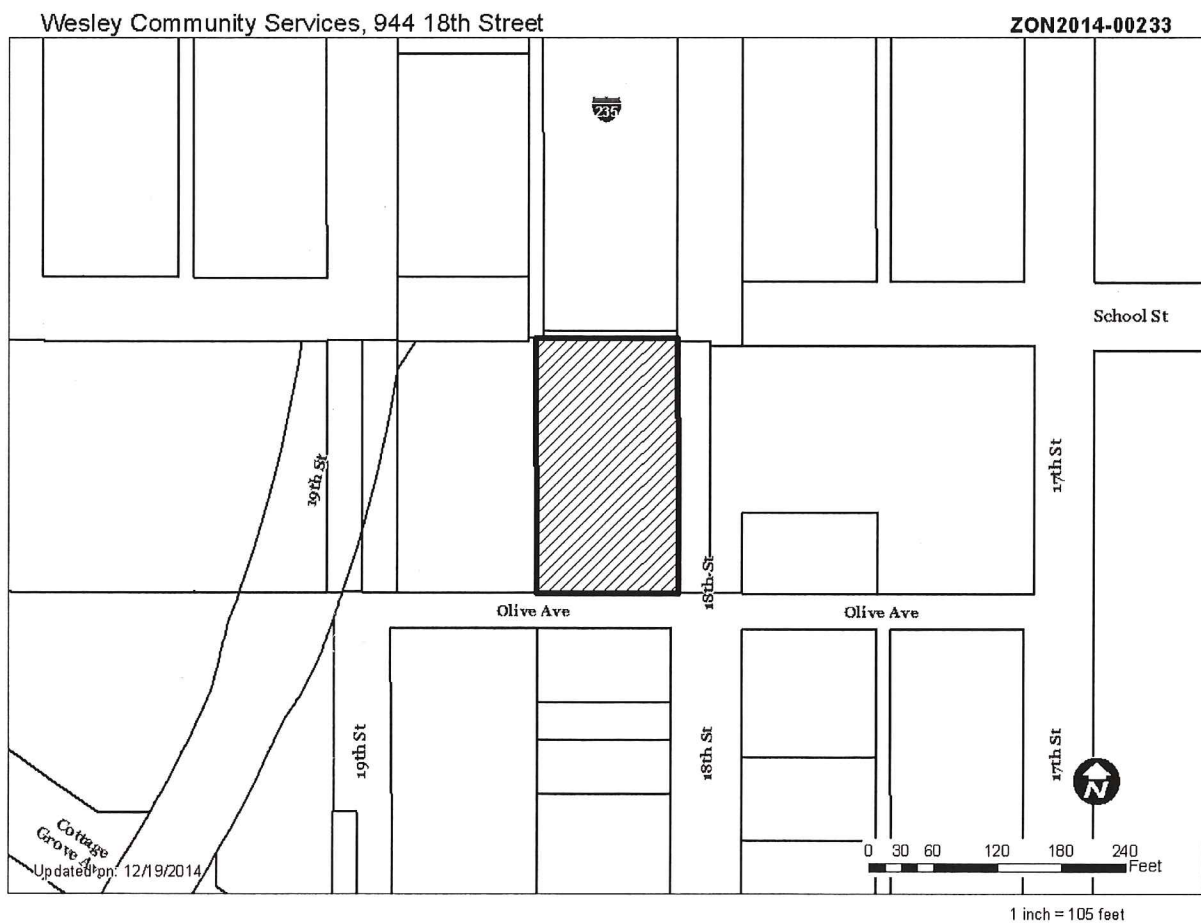 Wesley Community Services, 944 18th Street
ZON2014-00233
235
School St
19th St
17th St
18th St
Olive Ave
Olive Ave
19th St
18th St
17th St
N
Cottage
Grove Av
Updated on: 12/19/2014
0 30 60 120 180 240
Feet
1 inch = 105 feet